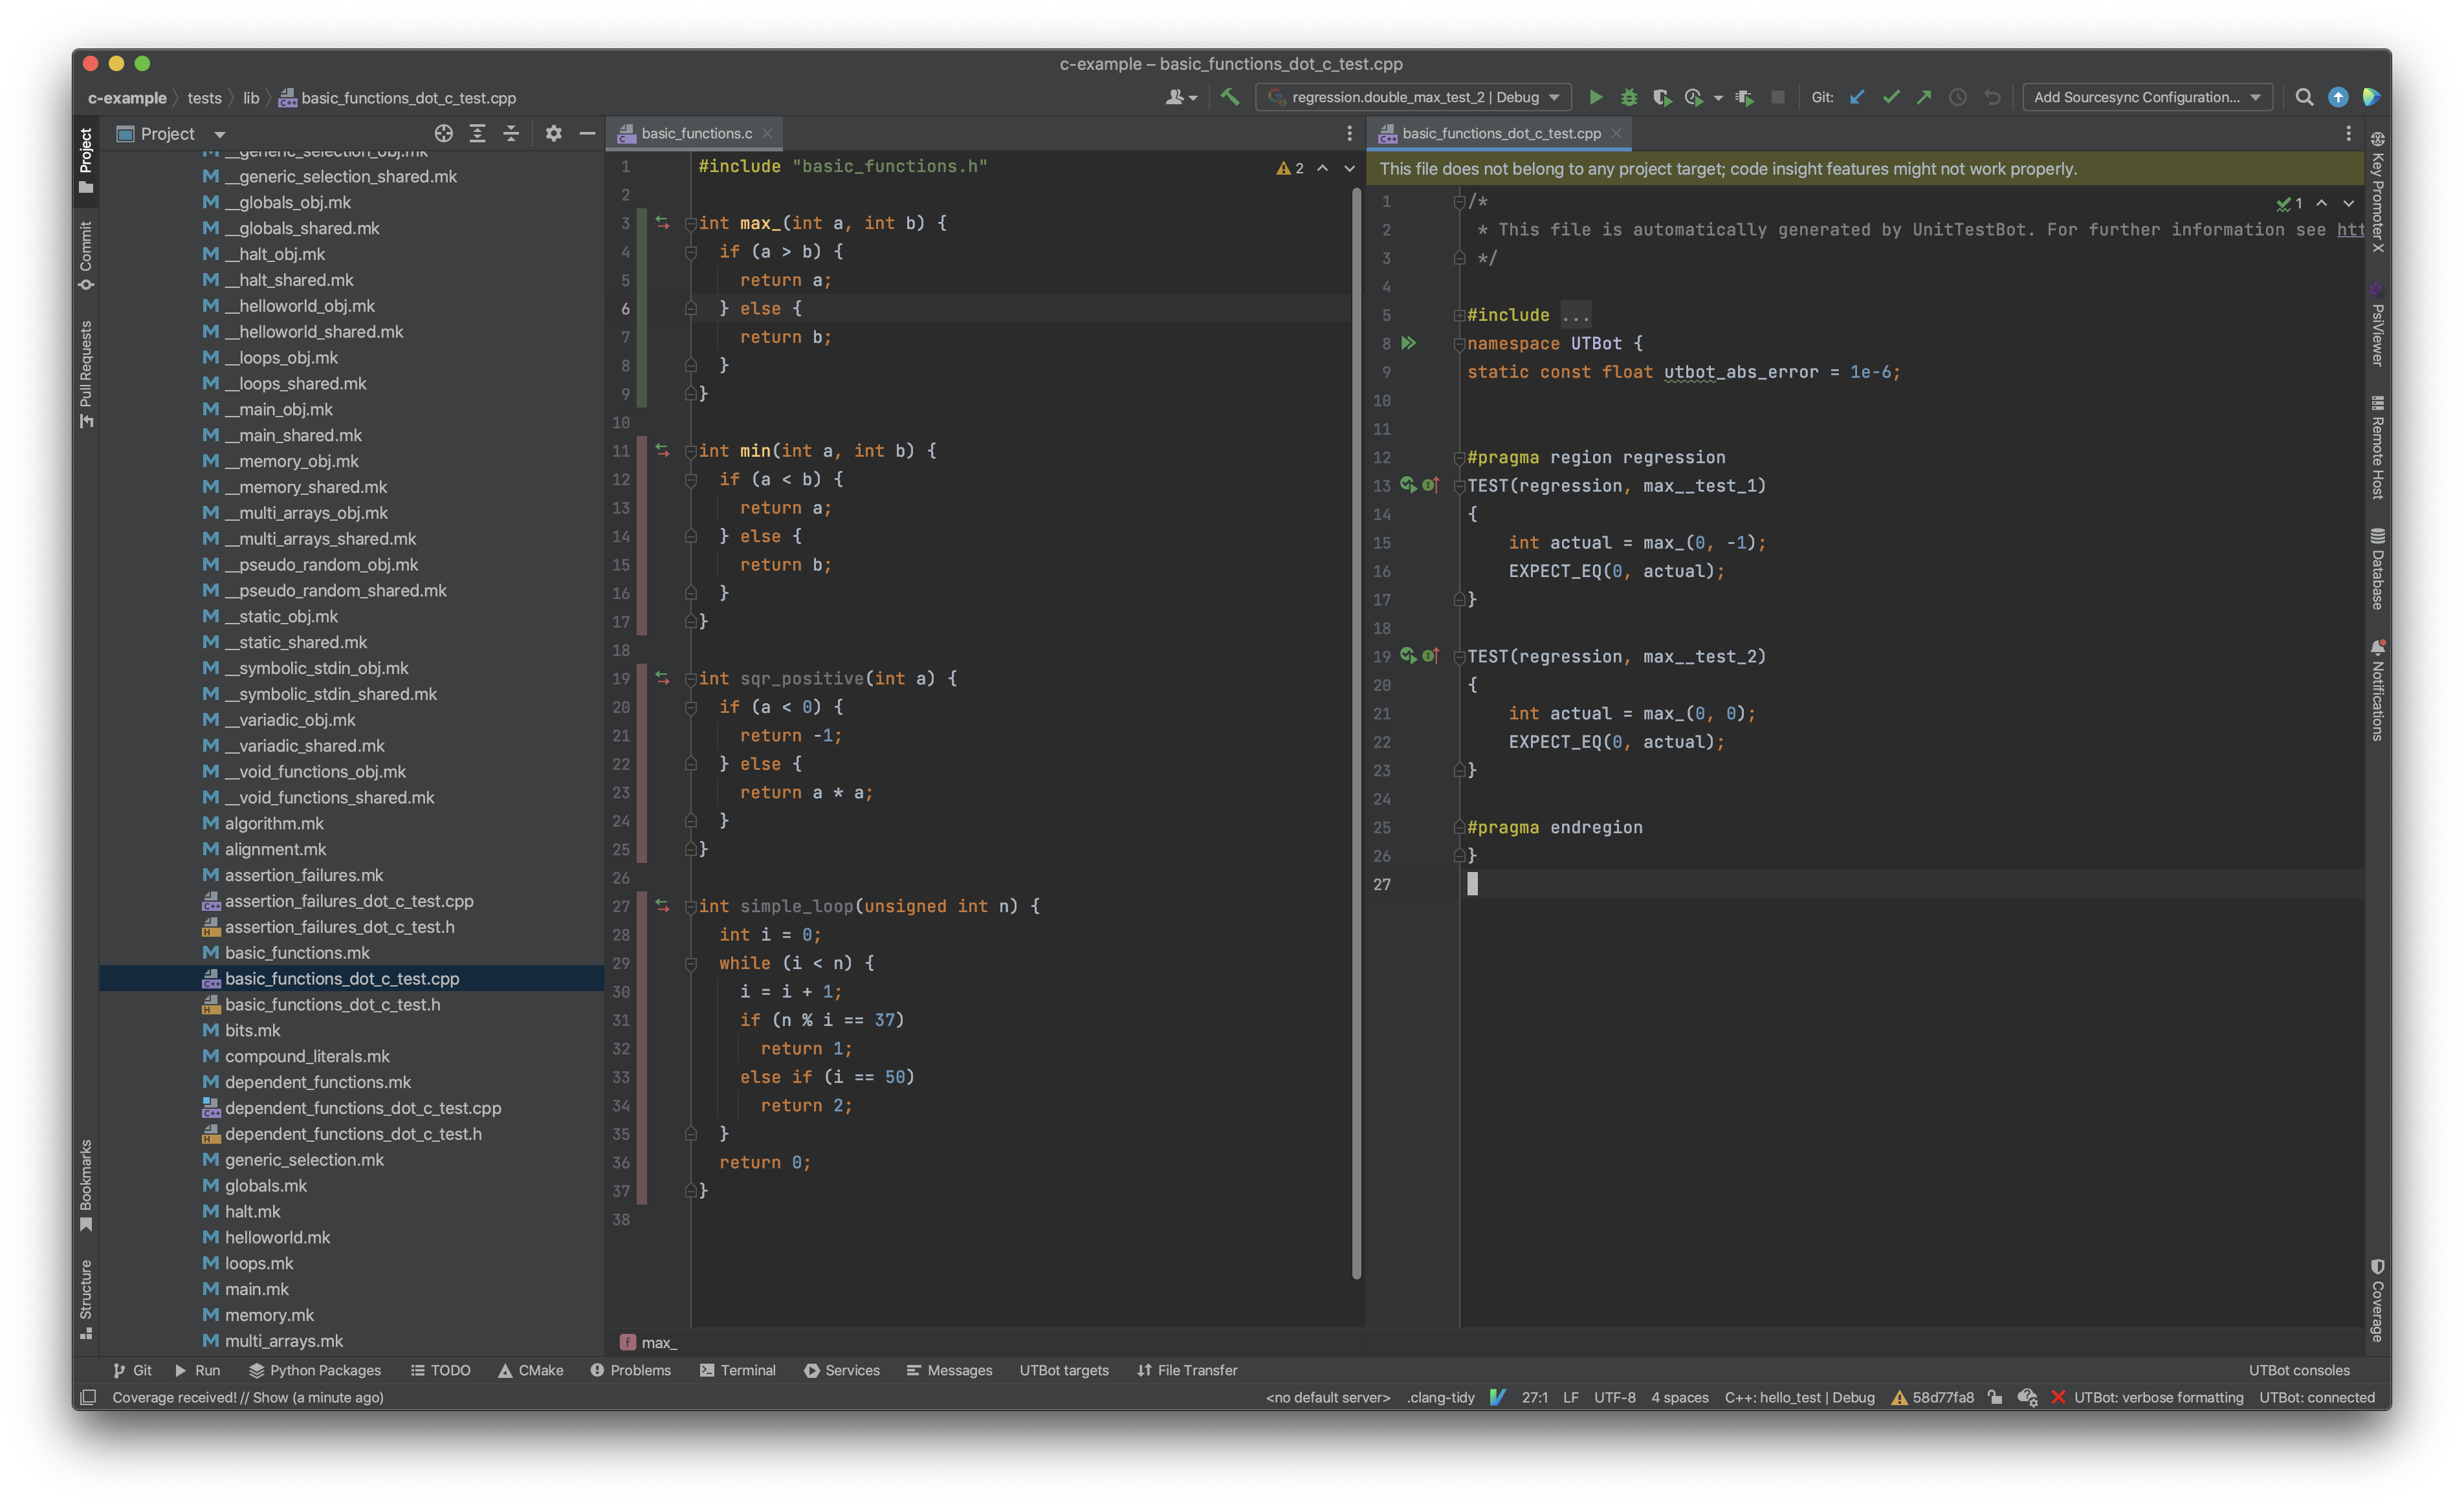 c-example – basic_functions_dot_c_test.cpp
c-example tests lib basic_functions_dot_c_test.cpp
regression.double_max_test_2 | Debug
Git:
Add Sourcesync Configuration...
Project
Commit
Pull Requests
Bookmarks
Structure
Project
__generic_selection_obj.mk
__generic_selection_shared.mk
__globals_obj.mk
__globals_shared.mk
__halt_obj.mk
__halt_shared.mk
__helloworld_obj.mk
__helloworld_shared.mk
__loops_obj.mk
__loops_shared.mk
__main_obj.mk
__main_shared.mk
__memory_obj.mk
__memory_shared.mk
__multi_arrays_obj.mk
__multi_arrays_shared.mk
__pseudo_random_obj.mk
__pseudo_random_shared.mk
__static_obj.mk
__static_shared.mk
__symbolic_stdin_obj.mk
__symbolic_stdin_shared.mk
__variadic_obj.mk
__variadic_shared.mk
__void_functions_obj.mk
__void_functions_shared.mk
algorithm.mk
alignment.mk
assertion_failures.mk
assertion_failures_dot_c_test.cpp
assertion_failures_dot_c_test.h
basic_functions.mk
basic_functions_dot_c_test.cpp
basic_functions_dot_c_test.h
bits.mk
compound_literals.mk
dependent_functions.mk
dependent_functions_dot_c_test.cpp
dependent_functions_dot_c_test.h
generic_selection.mk
globals.mk
halt.mk
helloworld.mk
loops.mk
main.mk
memory.mk
multi_arrays.mk
basic_functions.c
2
1 #include "basic_functions.h"
2
3 int max_(int a, int b) {
4 if (a > b) {
5 return a;
6 } else {
7 return b;
8 }
9 }
10
11 int min(int a, int b) {
12 if (a < b) {
13 return a;
14 } else {
15 return b;
16 }
17 }
18
19 int sqr_positive(int a) {
20 if (a < 0) {
21 return -1;
22 } else {
23 return a * a;
24 }
25 }
26
27 int simple_loop(unsigned int n) {
28 int i = 0;
29 while (i < n) {
30 i = i + 1;
31 if (n % i == 37)
32 return 1;
33 else if (i == 50)
34 return 2;
35 }
36 return 0;
37 }
38
f max_
basic_functions_dot_c_test.cpp
This file does not belong to any project target; code insight features might not work properly.
1
1 /*
2 * This file is automatically generated by UnitTestBot. For further information see htt
3 */
4
5 #include ...
8 namespace UTBot {
9 static const float utbot_abs_error = 1e-6;
10
11
12 #pragma region regression
13 TEST(regression, max__test_1)
14 {
15 int actual = max_(0, -1);
16 EXPECT_EQ(0, actual);
17 }
18
19 TEST(regression, max__test_2)
20 {
21 int actual = max_(0, 0);
22 EXPECT_EQ(0, actual);
23 }
24
25 #pragma endregion
26 }
27
Key Promoter X
PsiViewer
Remote Host
Database
Notifications
Coverage
Git Run Python Packages TODO CMake Problems Terminal Services Messages UTBot targets File Transfer UTBot consoles
Coverage received! // Show (a minute ago) <no default server> .clang-tidy 27:1 LF UTF-8 4 spaces C++: hello_test | Debug 58d77fa8 UTBot: verbose formatting UTBot: connected